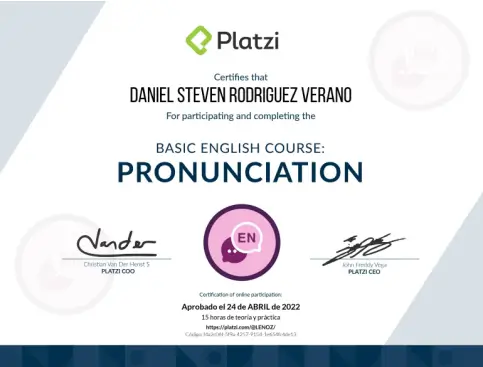 Platzi
Certifies that
DANIEL STEVEN RODRIGUEZ VERANO
For participating and completing the
BASIC ENGLISH COURSE:
PRONUNCIATION
EN
Christian Van Der Henst S
PLATZI COO
John Freddy Vega
PLATZI CEO
Certification of online participation:
Aprobado el 24 de ABRIL de 2022
15 horas de teoría y práctica
https://platzi.com/@LENOZ/
Código: